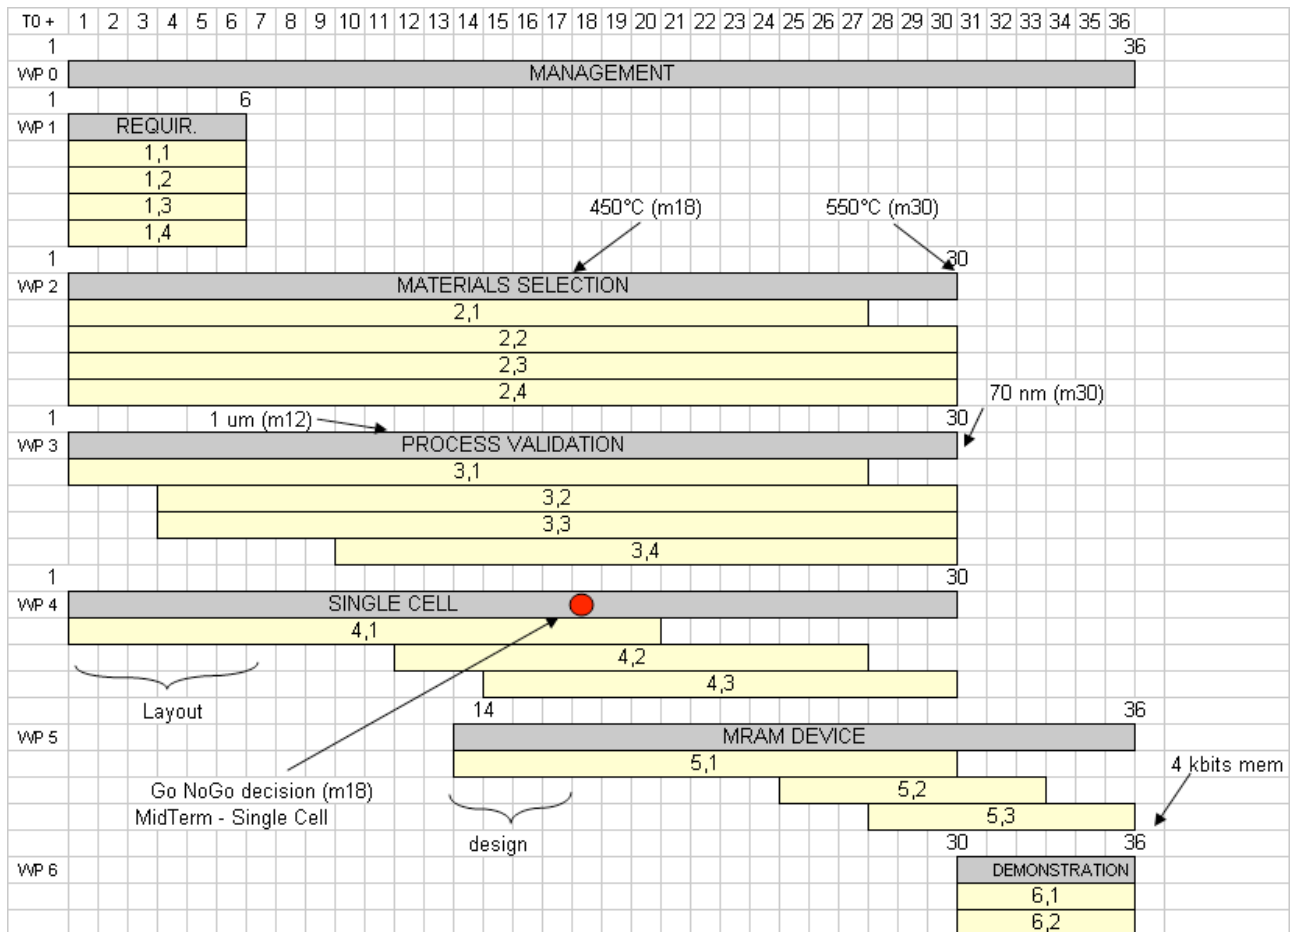 T0 + 1 2 3 4 5 6 7 8 9 10 11 12 13 14 15 16 17 18 19 20 21 22 23 24 25 26 27 28 29 30 31 32 33 34 35 36
1 36
WP 0 MANAGEMENT
1 6
WP 1 REQUIR.
1,1
1,2
1,3
450°C (m18) 550°C (m30)
1,4
1 30
WP 2 MATERIALS SELECTION
2,1
2,2
2,3
2,4
70 nm (m30)
1 1 um (m12) 30
WP 3 PROCESS VALIDATION
3,1
3,2
3,3
3,4
1 30
WP 4 SINGLE CELL
4,1
4,2
4,3
Layout
14 36
WP 5 MRAM DEVICE
5,1
4 kbits mem
5,2
Go NoGo decision (m18)
MidTerm - Single Cell
5,3
design
30 36
WP 6 DEMONSTRATION
6,1
6,2